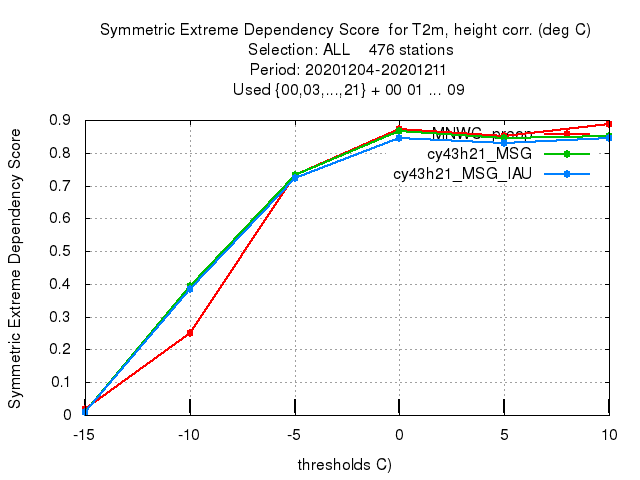 Symmetric Extreme Dependency Score for T2m, height corr. (deg C)
Selection: ALL 476 stations
Period: 20201204-20201211
Used {00,03,...,21} + 00 01 ... 09
Symmetric Extreme Dependency Score
0.9
0.8
0.7
0.6
0.5
0.4
0.3
0.2
0.1
0
MNWC_preop
cy43h21_MSG
cy43h21_MSG_IAU
-15 -10 -5 0 5 10
thresholds C)